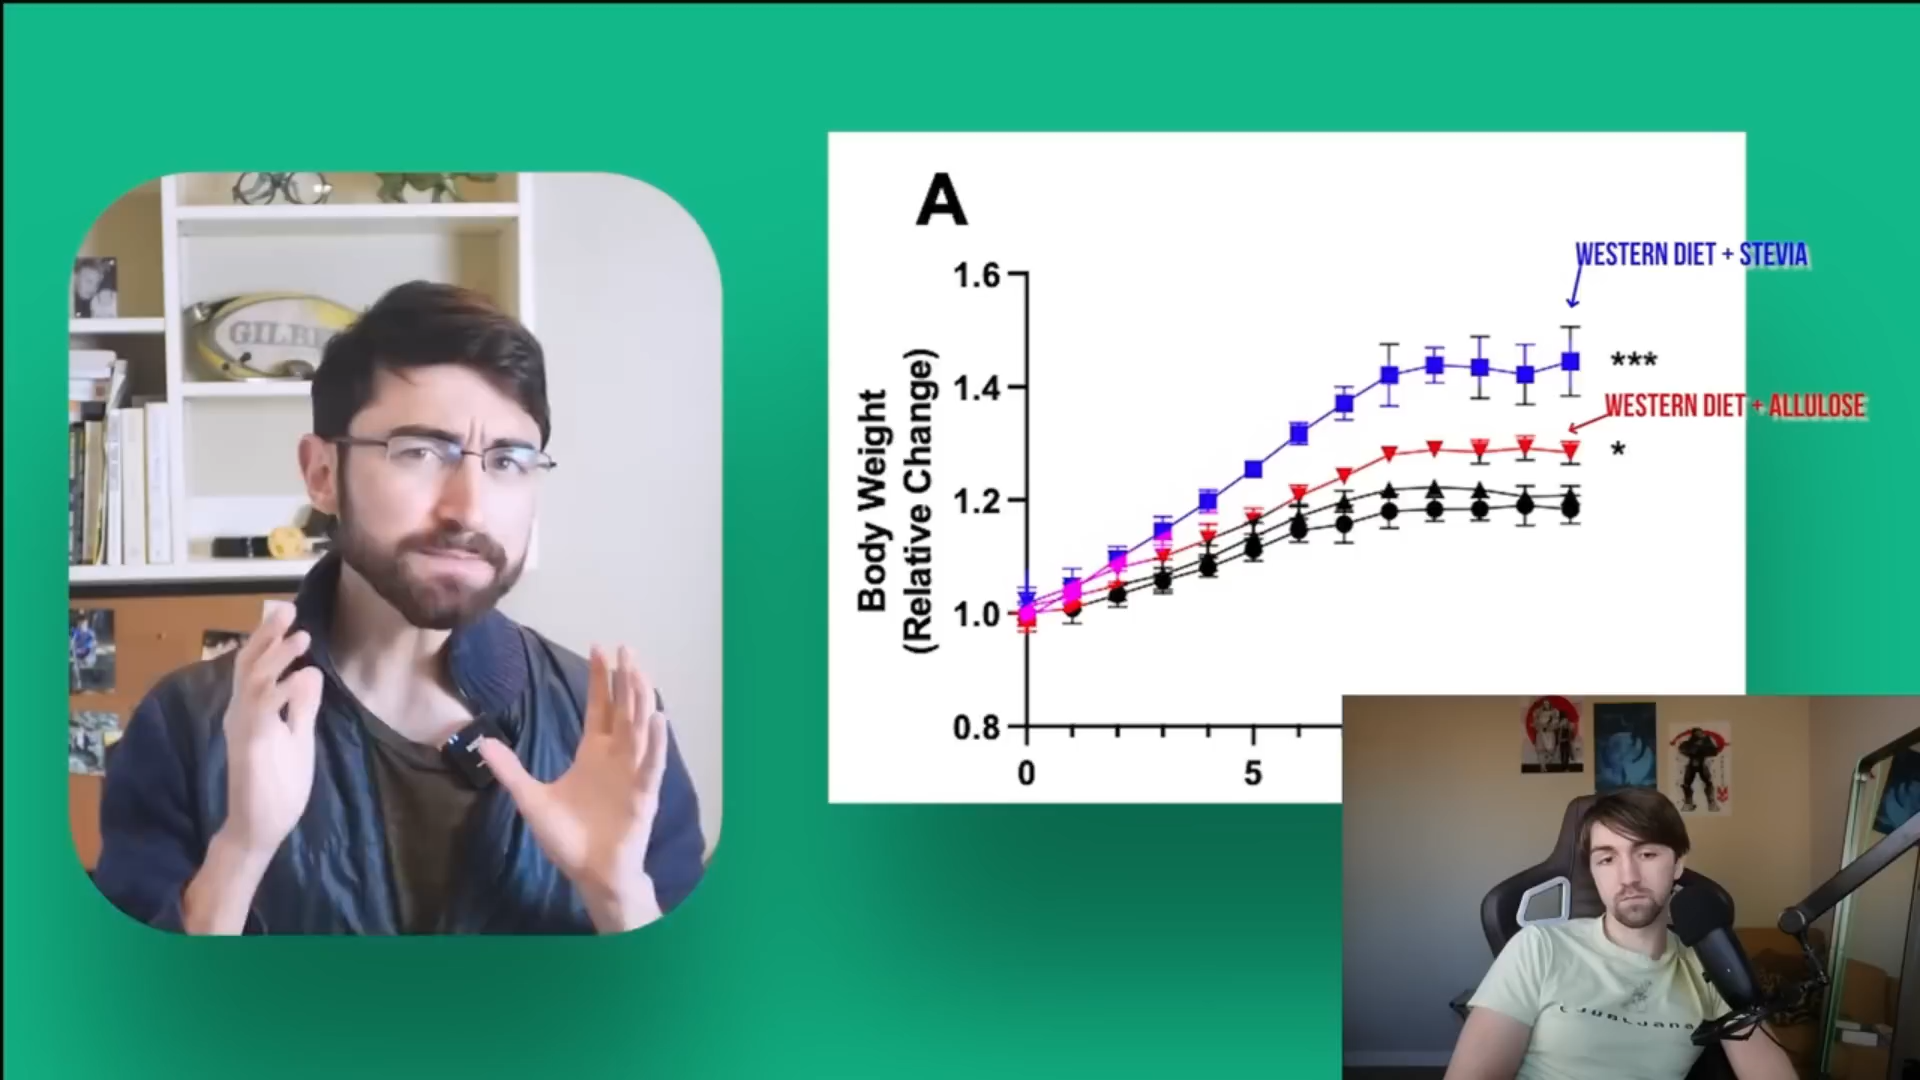 A
WESTERN DIET + STEVIA
1.6
***
1.4
WESTERN DIET + ALLULOSE
*
1.2
1.0
0.8
Body Weight
(Relative Change)
0
5